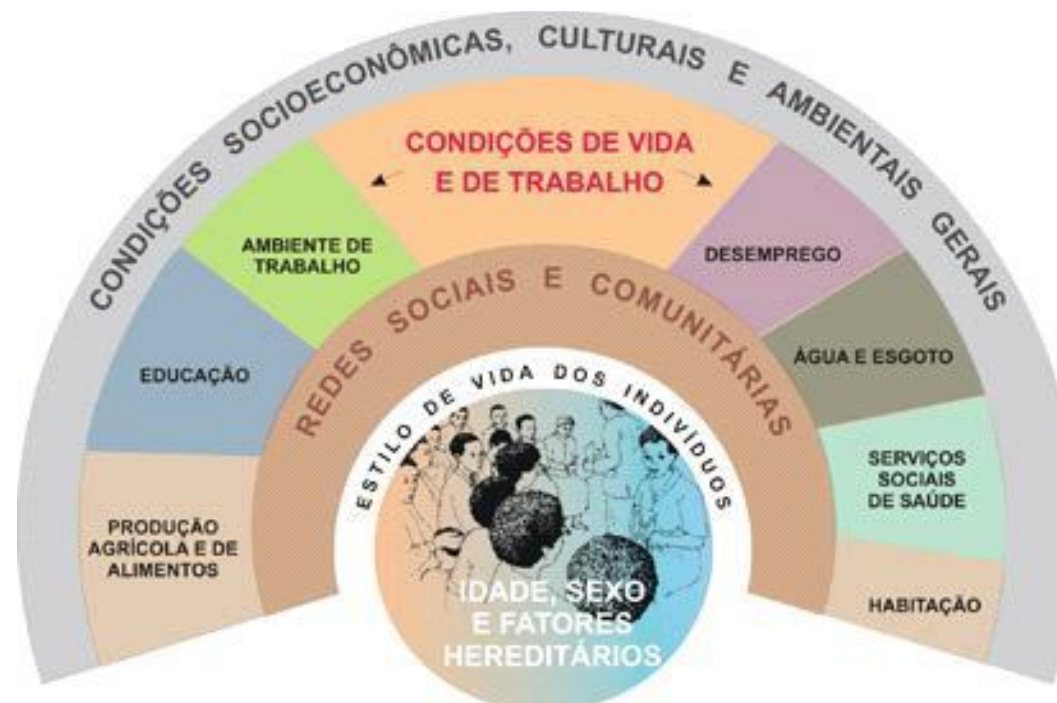 CONDIÇÕES SOCIOECONÔMICAS, CULTURAIS E AMBIENTAIS GERAIS
CONDIÇÕES DE VIDA
E DE TRABALHO
AMBIENTE DE
TRABALHO
DESEMPREGO
EDUCAÇÃO
ÁGUA E ESGOTO
PRODUÇÃO
AGRÍCOLA E DE
ALIMENTOS
SERVIÇOS
SOCIAIS
DE SAÚDE
HABITAÇÃO
REDES SOCIAIS E COMUNITÁRIAS
ESTILO DE VIDA DOS INDIVÍDUOS
IDADE, SEXO
E FATORES
HEREDITÁRIOS